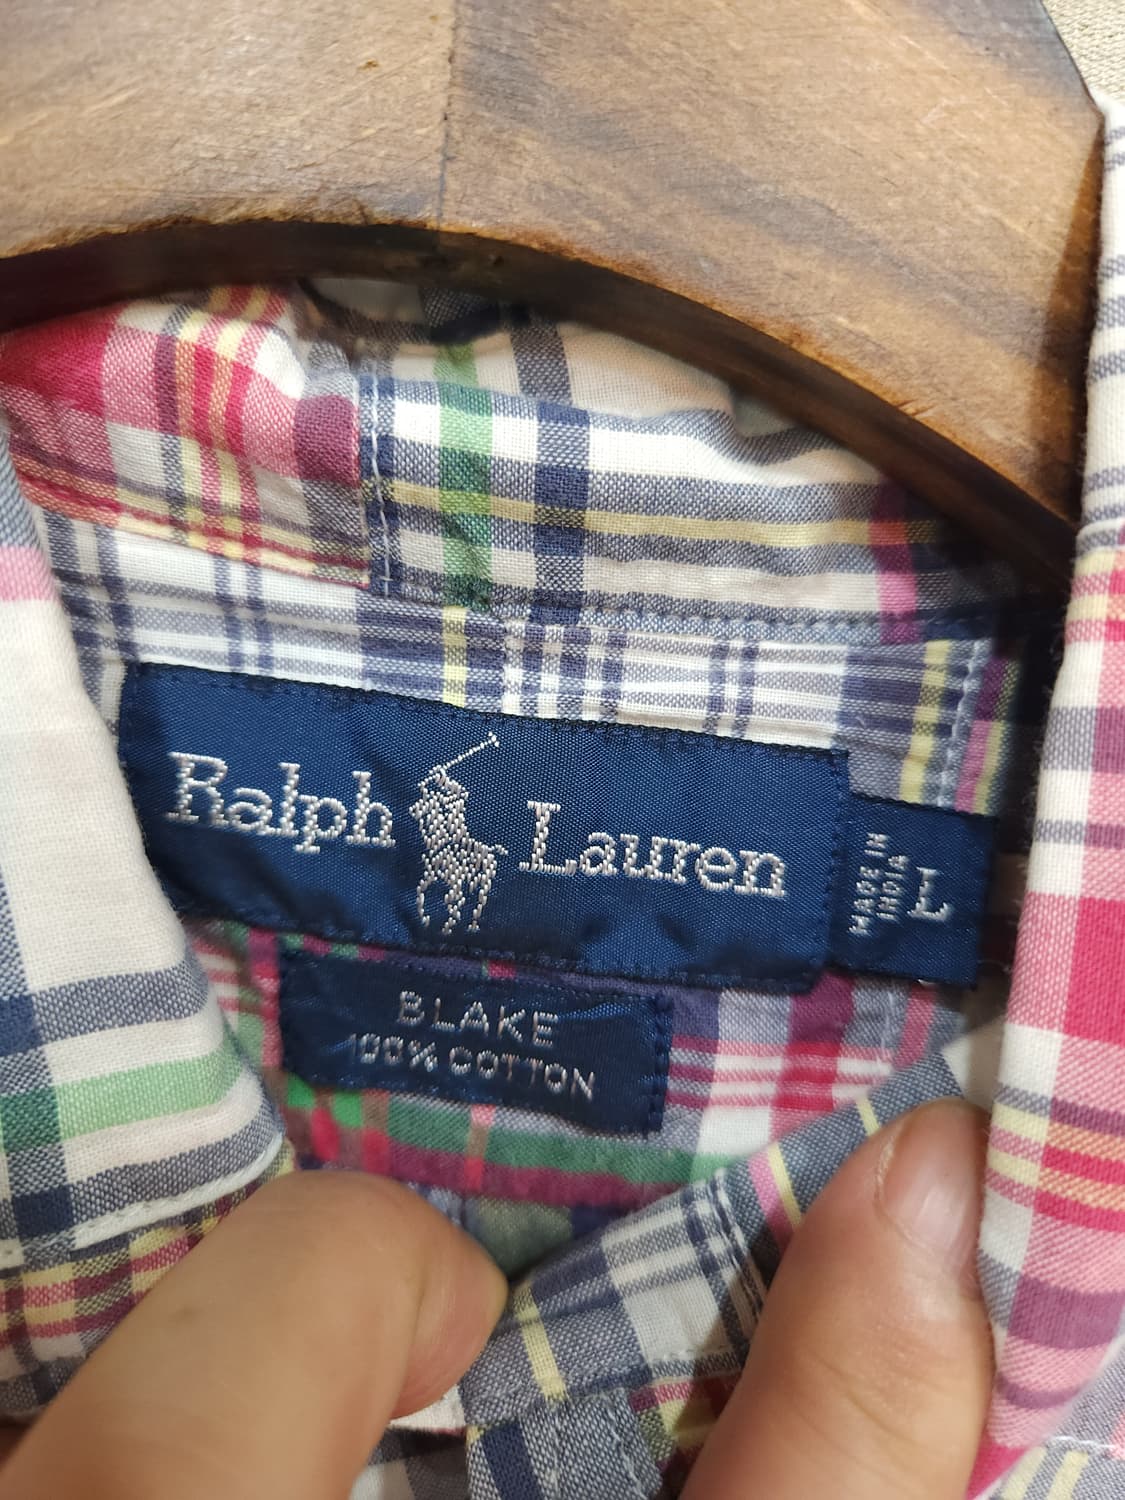 Ralph Lauren
MADE IN
INDIA
L
BLAKE
100% COTTON